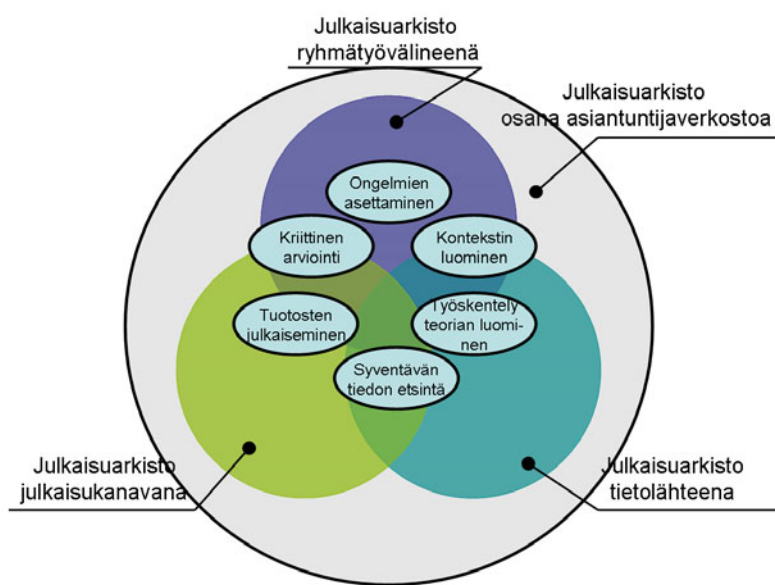 Julkaisuarkisto
ryhmätyövälineenä
Julkaisuarkisto
osana asiantuntijaverkostoa
Ongelmien
asettaminen
Kriittinen
arviointi
Kontekstin
luominen
Tuotosten
julkaiseminen
Työskentely
teorian luomi-
nen
Syventävän
tiedon etsintä
Julkaisuarkisto
julkaisukanavana
Julkaisuarkisto
tietolähteena